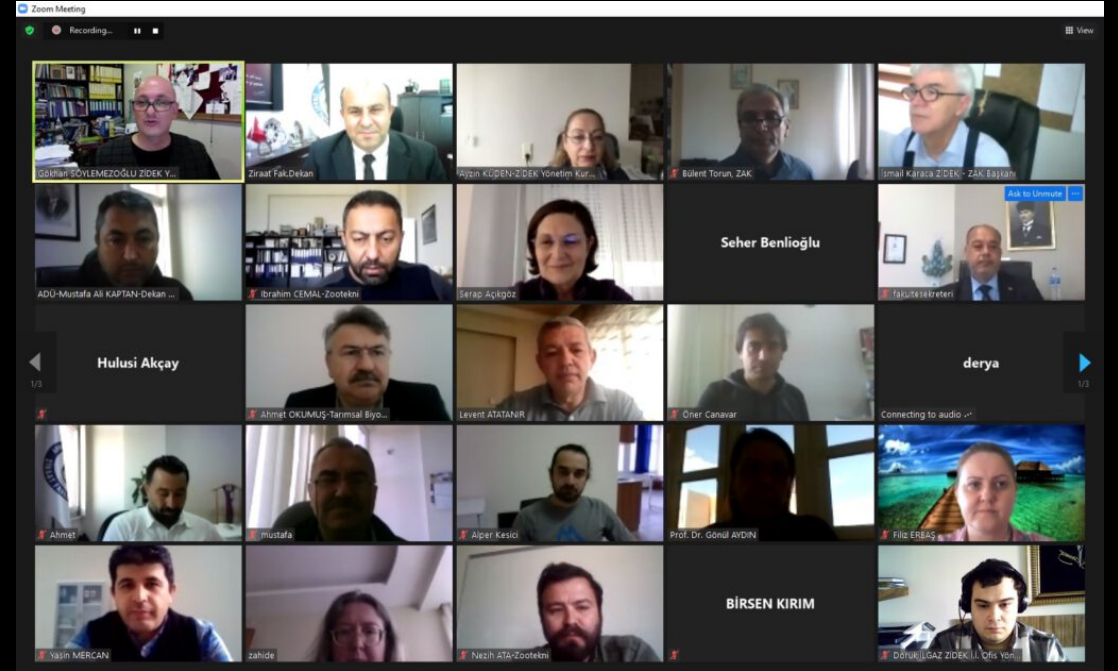 Zoom Meeting
Recording...
View
Gökhan SÖYLEMEZOĞLU ZİDEK Y...
Ziraat Fak.Dekan
Ayzin KÜDEN-ZİDEK Yönetim Kur...
Bülent Torun, ZAK
İsmail Karaca ZİDEK - ZAK Başkanı
Ask to Unmute ...
ADÜ-Mustafa Ali KAPTAN-Dekan ...
İbrahim CEMAL-Zootekni
Serap Açıkgöz
Seher Benlioğlu
fakultesekreteri
1/3
Hulusi Akçay
Ahmet OKUMUŞ-Tarımsal Biyo...
Levent ATATANIR
Öner Canavar
derya
Connecting to audio
1/3
Ahmet
mustafa
Alper Kesici
Prof. Dr. Gönül AYDIN
Filiz ERBAŞ
Yasin MERCAN
zahide
Nezih ATA-Zootekni
BİRSEN KIRIM
Doruk ILGAZ ZİDEK İ.İ. Ofis Yön...